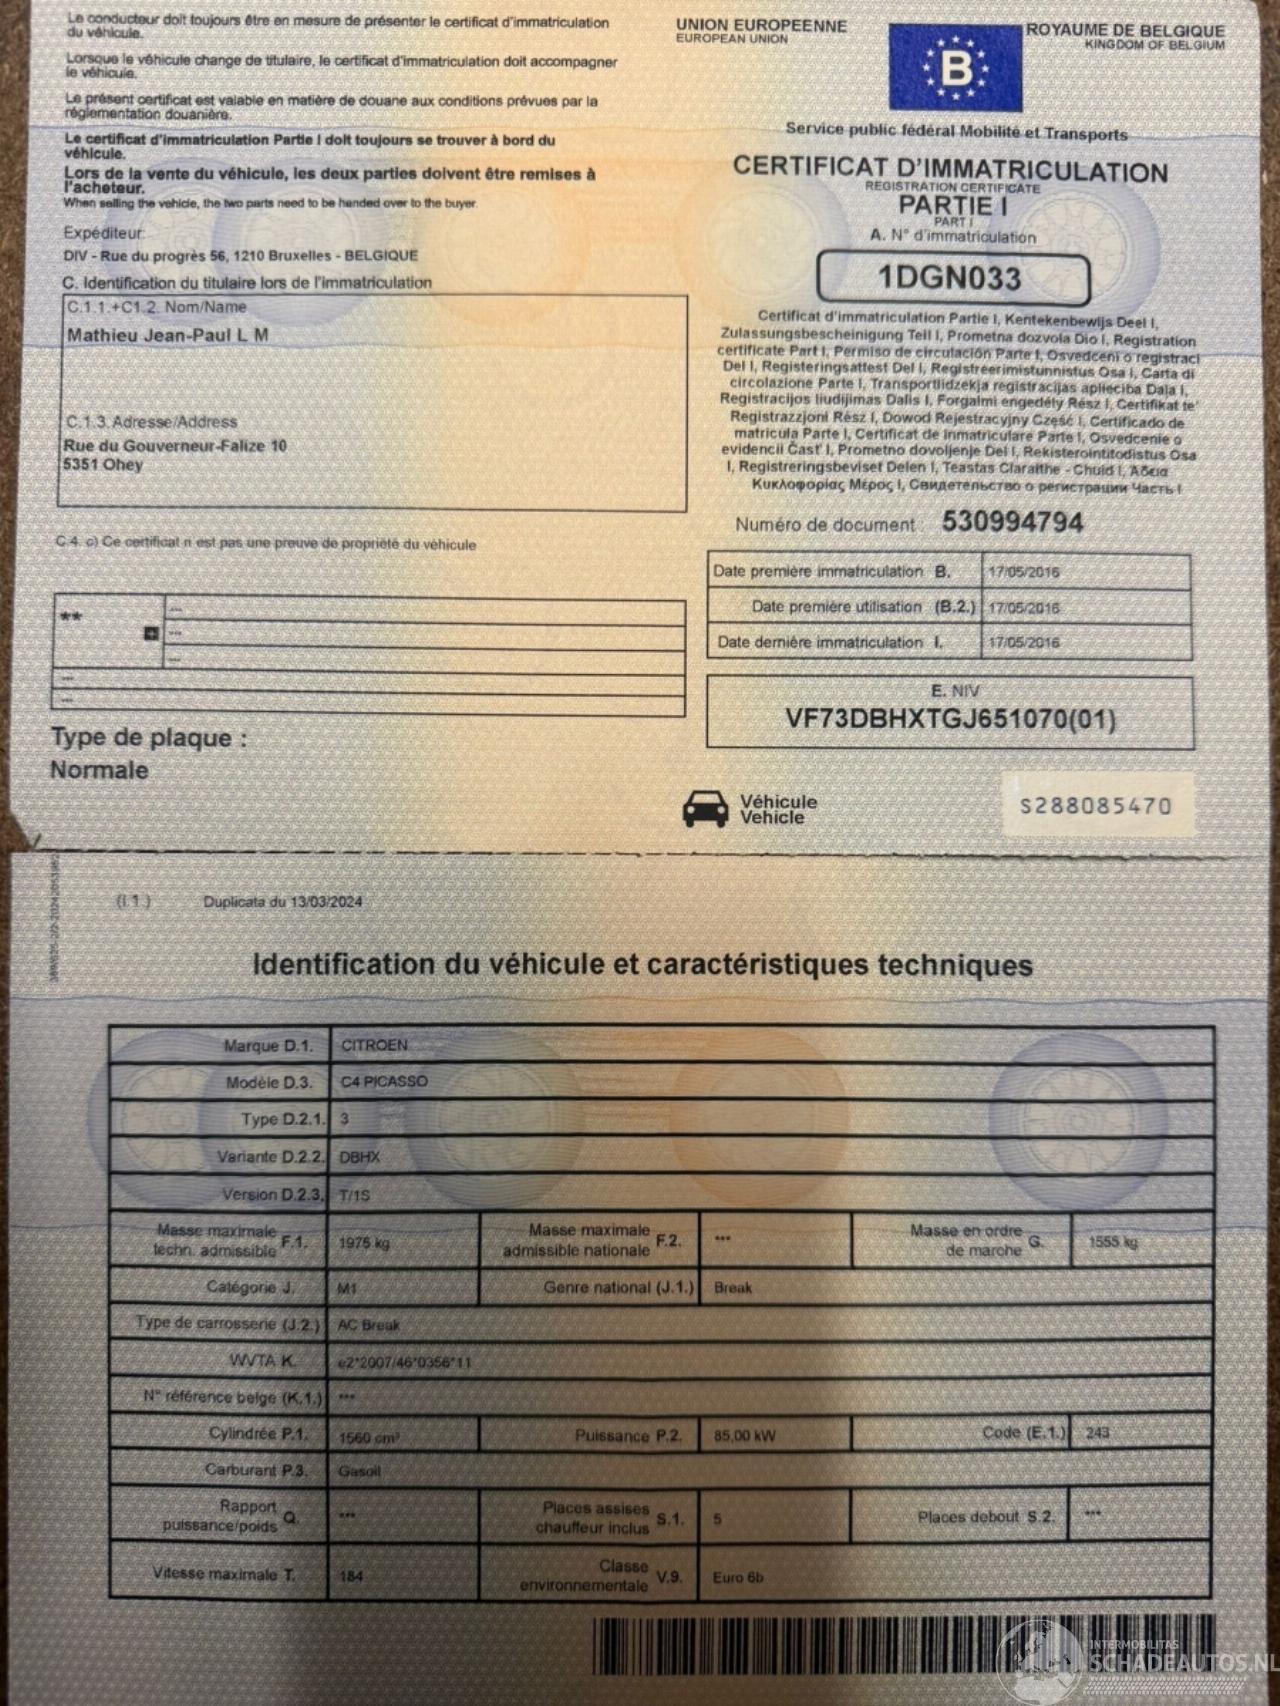 Le conducteur doit toujours être en mesure de présenter le certificat d'immatriculation
du véhicule.
Lorsque le véhicule change de titulaire, le certificat d'immatriculation doit accompagner
le véhicule.
Le présent certificat est valable en matière de douane aux conditions prévues par la
réglementation douanière.
Le certificat d'immatriculation Partie I doit toujours se trouver à bord du
véhicule.
Lors de la vente du véhicule, les deux parties doivent être remises à
l'acheteur.
When selling the vehicle, the two parts need to be handed over to the buyer.
Expéditeur:
DIV - Rue du progrès 56, 1210 Bruxelles - BELGIQUE
C. Identification du titulaire lors de l'immatriculation
C.1.1.+C1.2. Nom/Name
Mathieu Jean-Paul L M
C.1.3. Adresse/Address
Rue du Gouverneur-Falize 10
5351 Ohey
C.4. c) Ce certificat n est pas une preuve de propriété du véhicule
**
---
---
---
---
---
Type de plaque :
Normale
UNION EUROPEENNE
EUROPEAN UNION
B
ROYAUME DE BELGIQUE
KINGDOM OF BELGIUM
Service public fédéral Mobilité et Transports
CERTIFICAT D'IMMATRICULATION
REGISTRATION CERTIFICATE
PARTIE I
PART I
A. N° d'immatriculation
1DGN033
Certificat d'immatriculation Partie I, Kentekenbewijs Deel I,
Zulassungsbescheinigung Teil I, Prometna dozvola Dio I, Registration
certificate Part I, Permiso de circulación Parte I, Osvedceni o registraci
Del I, Registeringsattest Del I, Registreerimistunnistus Osa I, Carta di
circolazione Parte I, Transportlidzekja registracijas apliecība Dala I,
Registracijos liudijimas Dalis I, Forgalmi engedély Rész I, Certifikat te'
Registrazzjoni Rész I, Dowod Rejestracyjny Część I, Certificado de
matricula Parte I, Certificat de Inmatriculare Parte I, Osvedcenie o
evidencii Čast' I, Prometno dovoljenje Del I, Rekisterointitodistus Osa
I, Registreringsbeviset Delen I, Teastas Claraithe - Chuid I, Άδεια
Κυκλοφορίας Μέρος I, Свидетельство о регистрации Часть I
Numéro de document : 530994794
Date première immatriculation B. 17/05/2016
Date première utilisation (B.2.) 17/05/2016
Date dernière immatriculation I. 17/05/2016
E. NIV
VF73DBHXTGJ651070(01)
Véhicule
Vehicle
S288085470
(I.1.) Duplicata du 13/03/2024
Identification du véhicule et caractéristiques techniques
Marque D.1. CITROEN
Modèle D.3. C4 PICASSO
Type D.2.1. 3
Variante D.2.2. DBHX
Version D.2.3. T/1S
Masse maximale techn. admissible F.1. 1975 kg Masse maximale admissible nationale F.2. *** Masse en ordre de marche G. 1555 kg
Catégorie J. M1 Genre national (J.1.) Break
Type de carrosserie (J.2.) AC Break
WVTA K. e2*2007/46*0356*11
N° référence belge (K.1.) ***
Cylindrée P.1. 1560 cm³ Puissance P.2. 85,00 kW Code (E.1.) 243
Carburant P.3. Gasoil
Rapport puissance/poids Q. *** Places assises chauffeur inclus S.1. 5 Places debout S.2. ***
Vitesse maximale T. 184 Classe environnementale V.9. Euro 6b
INTERMOBILITAS
SCHADEAUTOS.NL